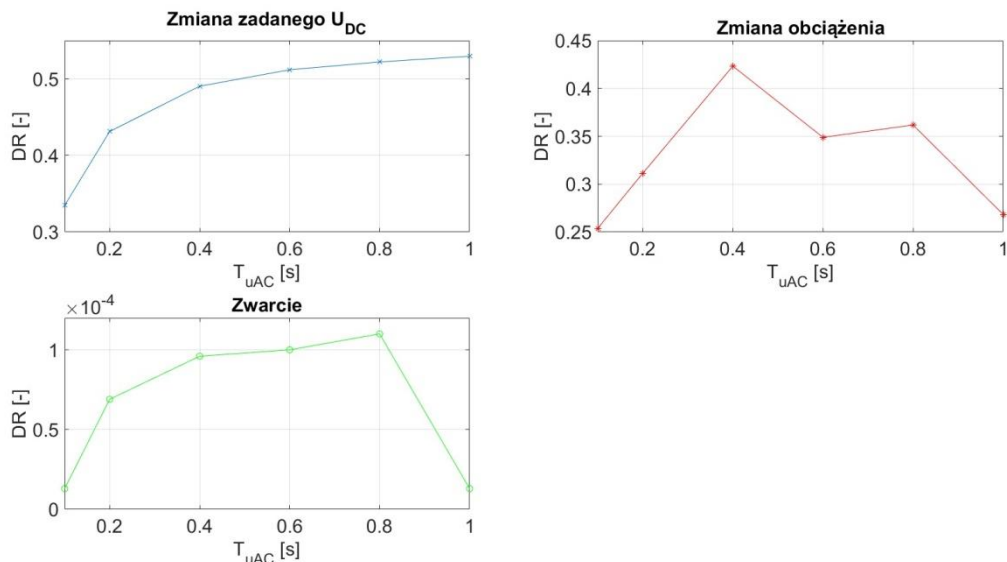 Zmiana zadanego U_DC
DR [-]
0.5
0.4
0.3
0.2 0.4 0.6 0.8 1
T_uAC [s]
Zmiana obciążenia
DR [-]
0.45
0.4
0.35
0.3
0.25
0.2 0.4 0.6 0.8 1
T_uAC [s]
×10^-4
Zwarcie
DR [-]
1
0.5
0
0.2 0.4 0.6 0.8 1
T_uAC [s]